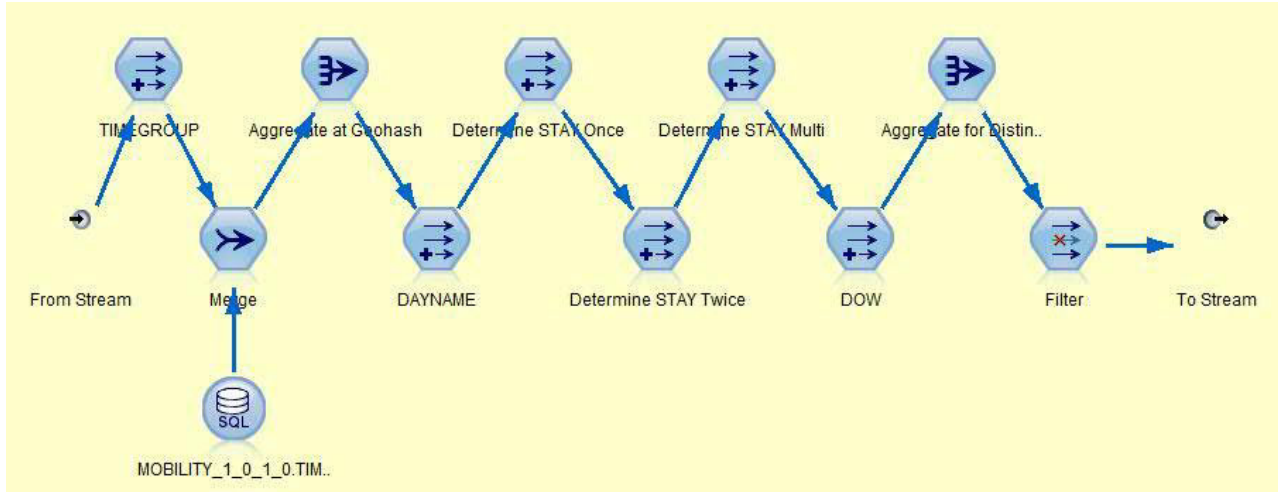 TIMEGROUP
Aggregate at Geohash
Determine STAY Once
Determine STAY Multi
Aggregate for Distin..
From Stream
Merge
DAYNAME
Determine STAY Twice
DOW
Filter
To Stream
SQL
MOBILITY_1_0_1_0.TIM..